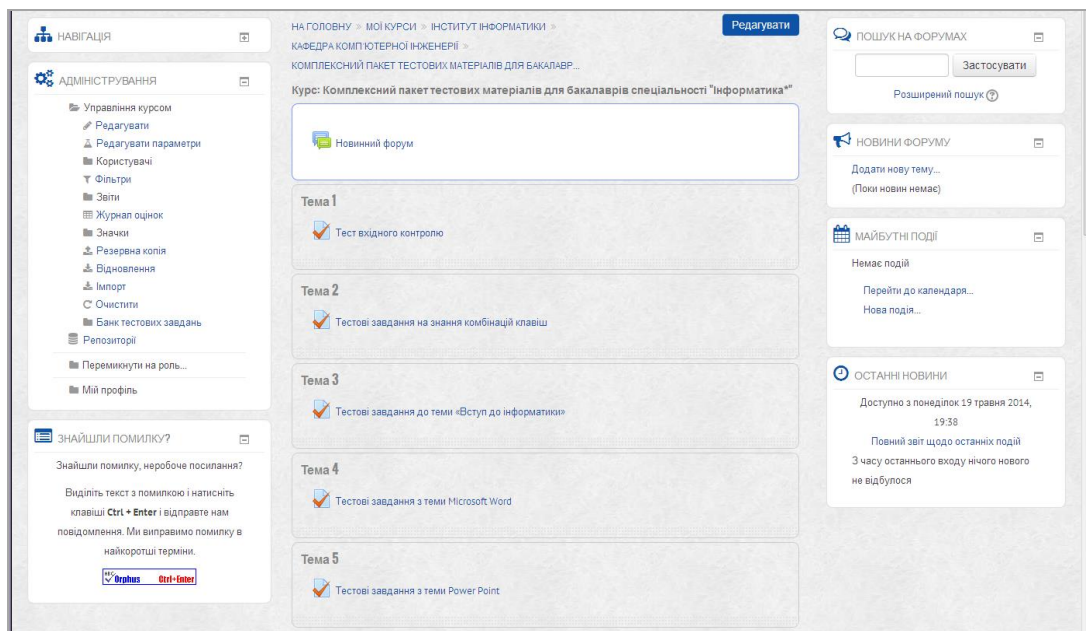 НАВІГАЦІЯ
АДМІНІСТРУВАННЯ
Управління курсом
Редагувати
Редагувати параметри
Користувачі
Фільтри
Звіти
Журнал оцінок
Значки
Резервна копія
Відновлення
Імпорт
Очистити
Банк тестових завдань
Репозиторії
Перемикнути на роль...
Мій профіль
ЗНАЙШЛИ ПОМИЛКУ?
Знайшли помилку, неробоче посилання?
Виділіть текст з помилкою і натисніть
клавіші Ctrl + Enter і відправте нам
повідомлення. Ми виправимо помилку в
найкоротші терміни.
Orphus Ctrl+Enter
НА ГОЛОВНУ » МОЇ КУРСИ » ІНСТИТУТ ІНФОРМАТИКИ »
КАФЕДРА КОМП'ЮТЕРНОЇ ІНЖЕНЕРІЇ »
КОМПЛЕКСНИЙ ПАКЕТ ТЕСТОВИХ МАТЕРІАЛІВ ДЛЯ БАКАЛАВР...
Редагувати
Курс: Комплексний пакет тестових матеріалів для бакалаврів спеціальності "Інформатика*"
Новинний форум
Тема 1
Тест вхідного контролю
Тема 2
Тестові завдання на знання комбінацій клавіш
Тема 3
Тестові завдання до теми «Вступ до інформатики»
Тема 4
Тестові завдання з теми Microsoft Word
Тема 5
Тестові завдання з теми Power Point
ПОШУК НА ФОРУМАХ
Застосувати
Розширений пошук
НОВИНИ ФОРУМУ
Додати нову тему...
(Поки новин немає)
МАЙБУТНІ ПОДІЇ
Немає подій
Перейти до календаря...
Нова подія...
ОСТАННІ НОВИНИ
Доступно з понеділок 19 травня 2014,
19:38
Повний звіт щодо останніх подій
З часу останнього входу нічого нового
не відбулося